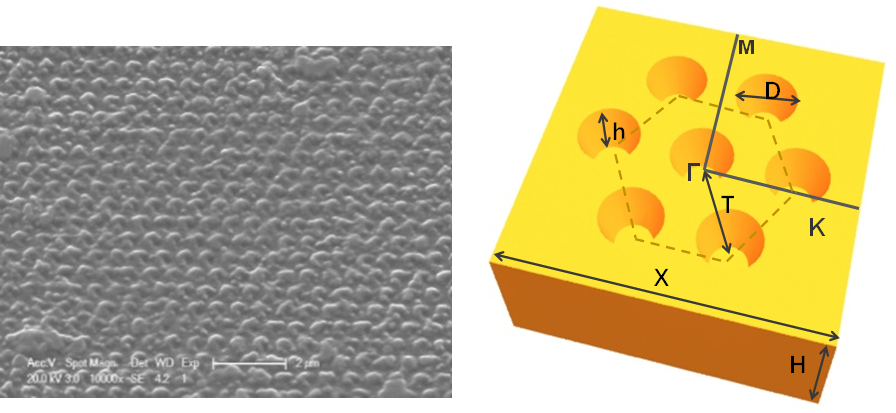 Acc.V Spot Magn Det WD Exp 2 μm
20.0 kV 3.0 10000x SE 4.2 1
M
D
h
Γ
T
K
X
H